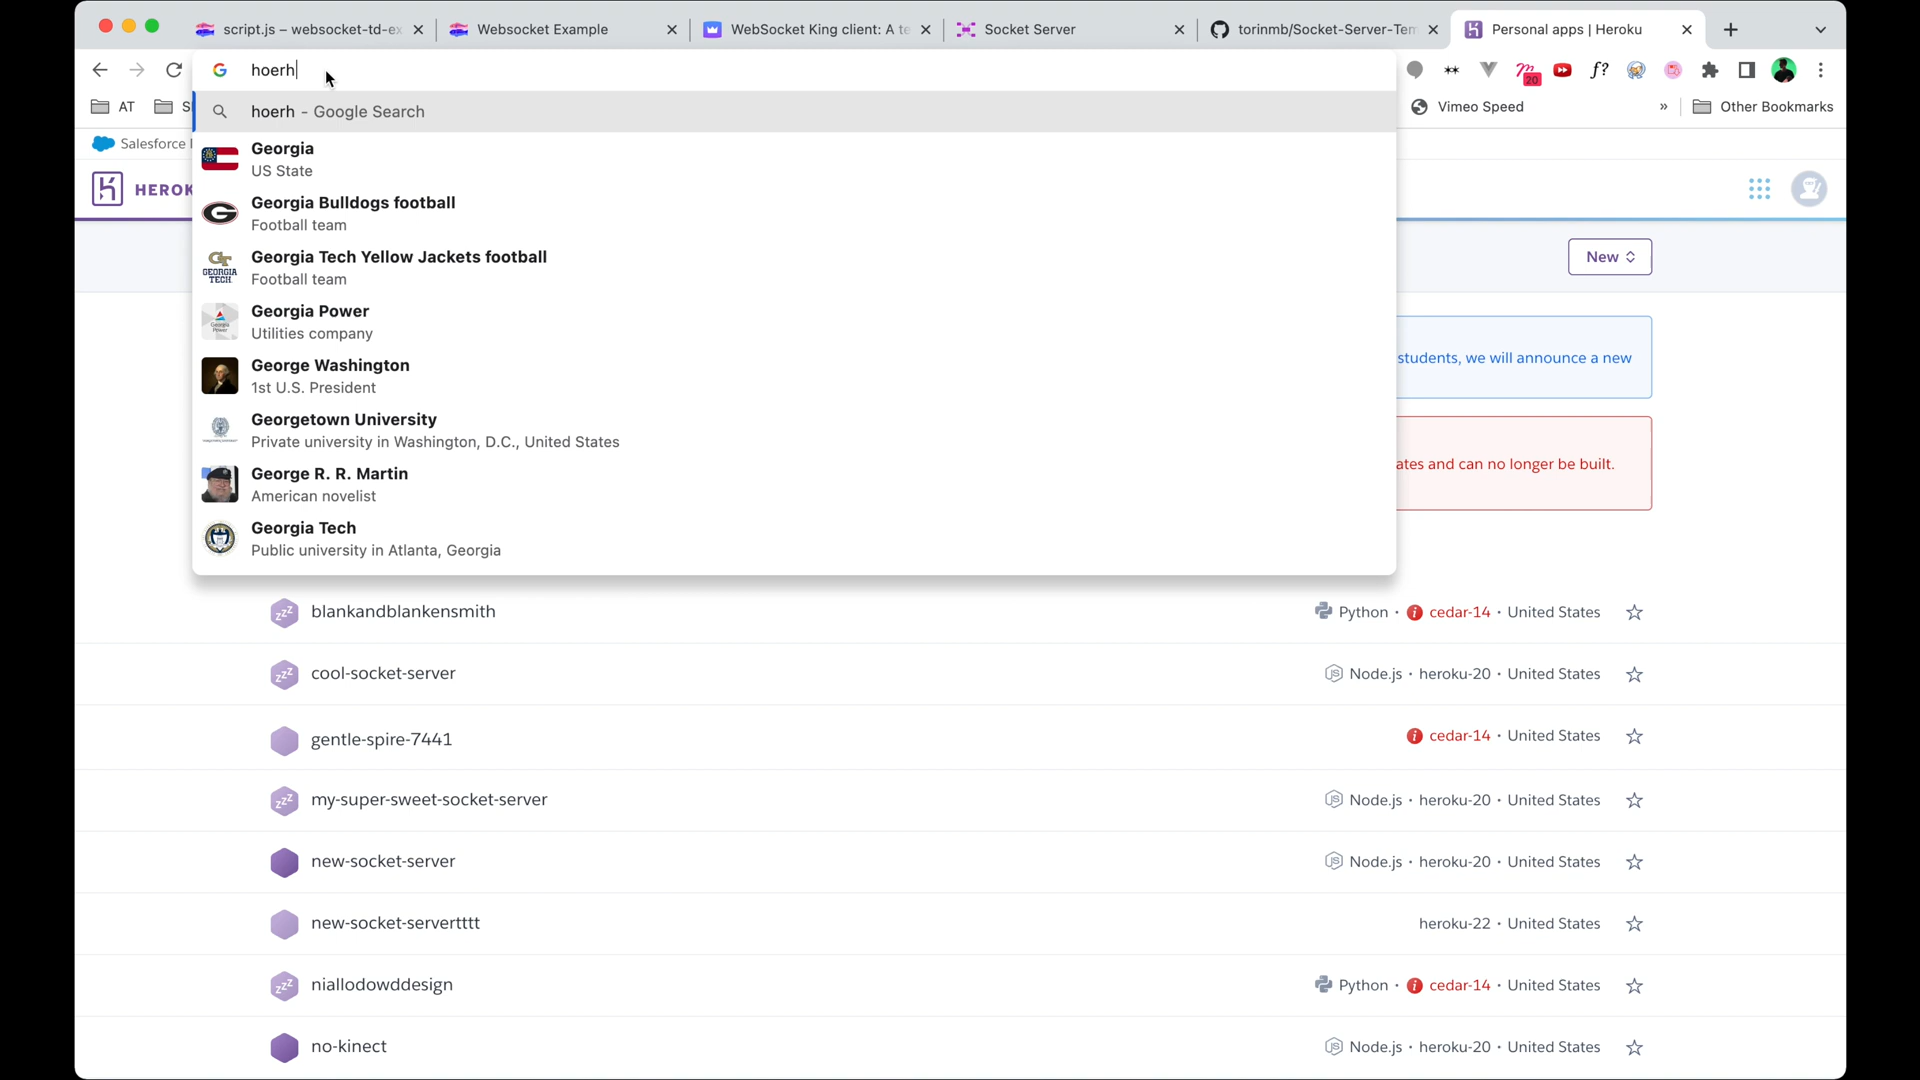 script.js – websocket-td-ex
Websocket Example
WebSocket King client: A te
Socket Server
torinmb/Socket-Server-Tem
Personal apps | Heroku
hoerh
20
f?
AT
Vimeo Speed
»
Other Bookmarks
hoerh – Google Search
Salesforce
HEROK
Georgia
US State
Georgia Bulldogs football
Football team
Georgia Tech Yellow Jackets football
Football team
GEORGIA TECH
New
Georgia Power
Utilities company
students, we will announce a new
George Washington
1st U.S. President
Georgetown University
Private university in Washington, D.C., United States
ates and can no longer be built.
George R. R. Martin
American novelist
Georgia Tech
Public university in Atlanta, Georgia
blankandblankensmith
Python • cedar-14 • United States
cool-socket-server
Node.js • heroku-20 • United States
gentle-spire-7441
cedar-14 • United States
my-super-sweet-socket-server
Node.js • heroku-20 • United States
new-socket-server
Node.js • heroku-20 • United States
new-socket-servertttt
heroku-22 • United States
niallodowddesign
Python • cedar-14 • United States
no-kinect
Node.js • heroku-20 • United States